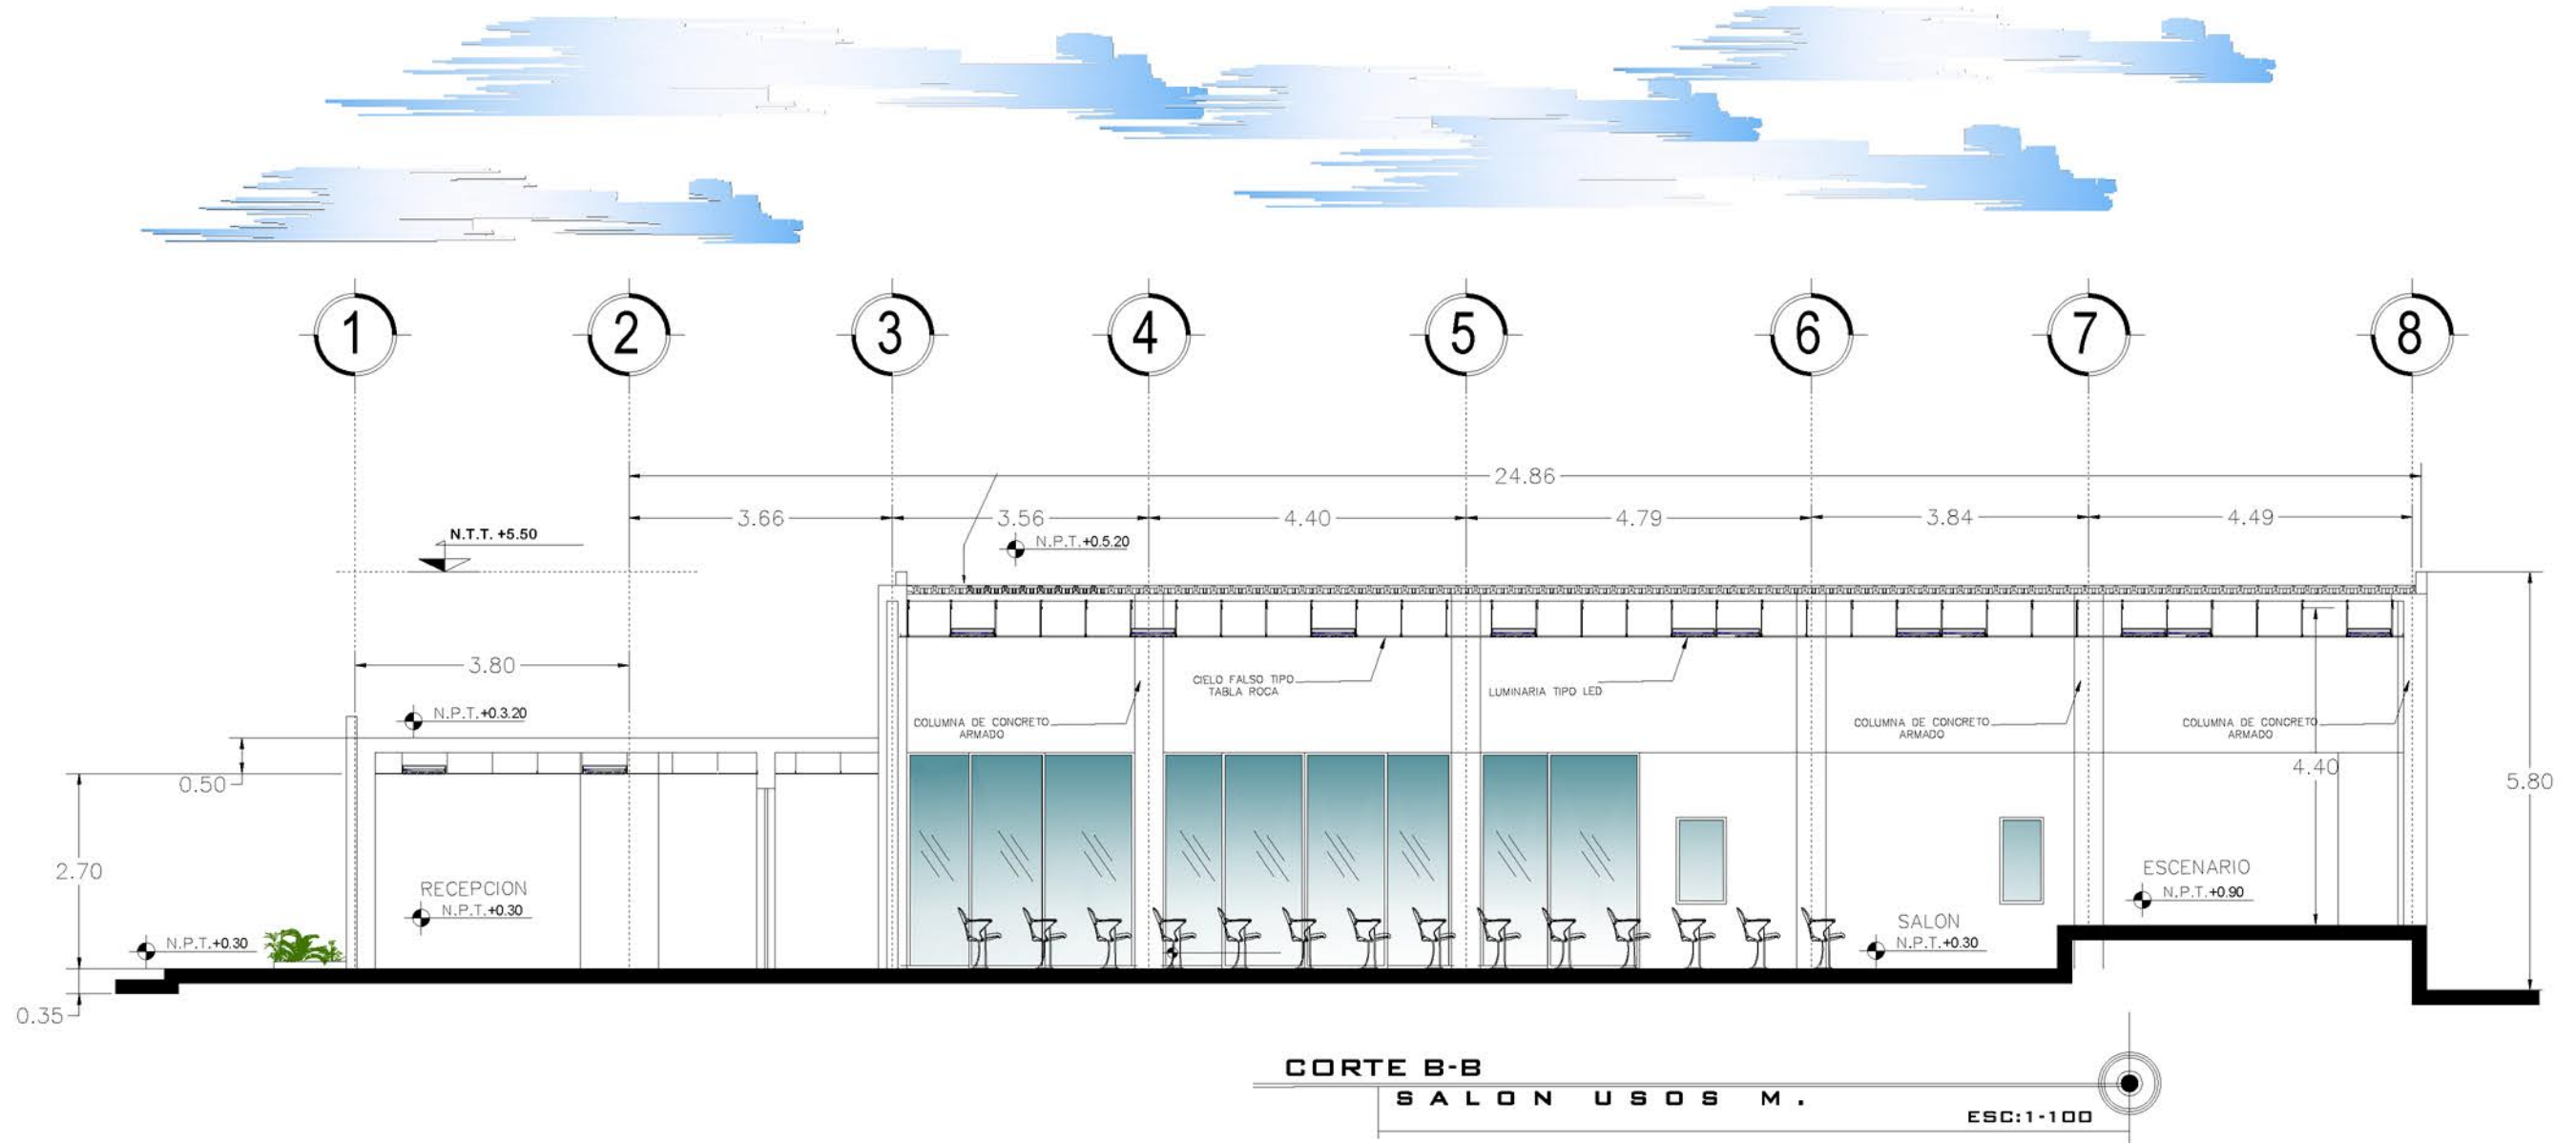 1 2 3 4 5 6 7 8
24.86
3.66 3.56 4.40 4.79 3.84 4.49
N.T.T. +5.50
N.P.T.+0.5.20
3.80
N.P.T.+0.3.20
CIELO FALSO TIPO
TABLA ROCA
LUMINARIA TIPO LED
COLUMNA DE CONCRETO
ARMADO
COLUMNA DE CONCRETO
ARMADO
COLUMNA DE CONCRETO
ARMADO
0.50
4.40
5.80
2.70
RECEPCION
N.P.T.+0.30
ESCENARIO
N.P.T.+0.90
SALON
N.P.T.+0.30
N.P.T.+0.30
0.35
CORTE B-B
SALON USOS M.
ESC:1-100